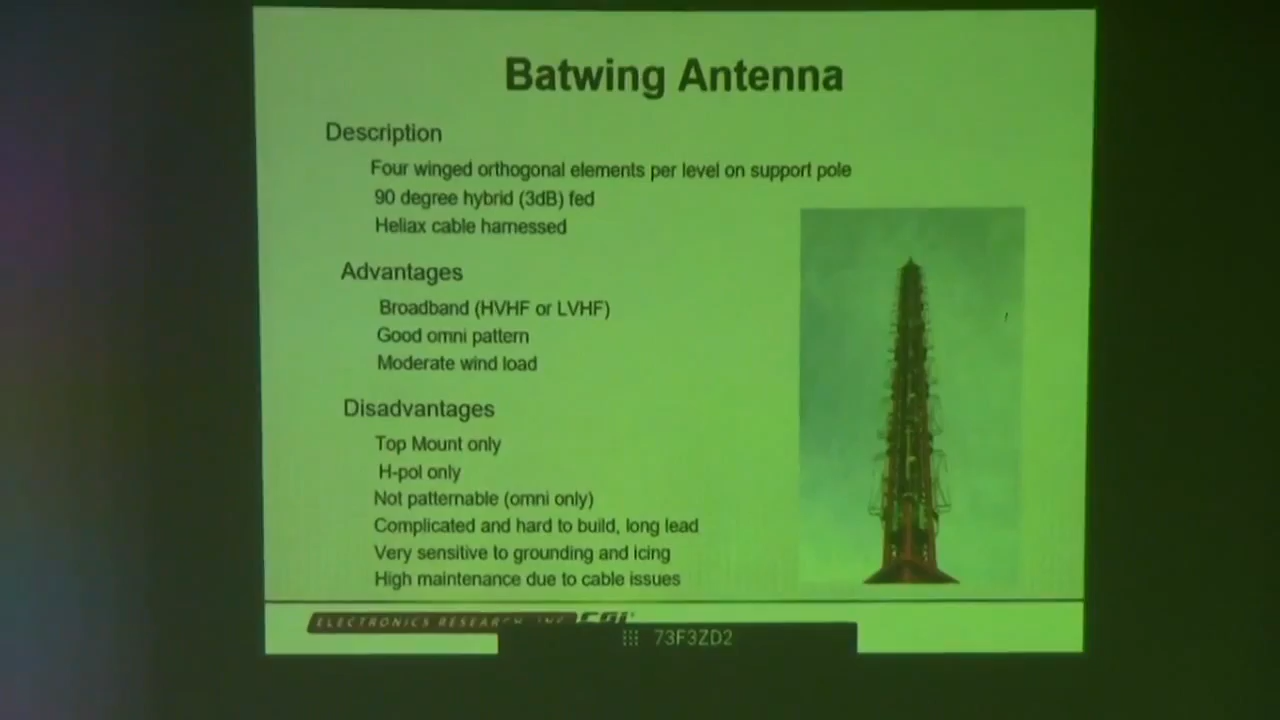 Batwing Antenna
Description
Four winged orthogonal elements per level on support pole
90 degree hybrid (3dB) fed
Heliax cable harnessed
Advantages
Broadband (HVHF or LVHF)
Good omni pattern
Moderate wind load
Disadvantages
Top Mount only
H-pol only
Not patternable (omni only)
Complicated and hard to build, long lead
Very sensitive to grounding and icing
High maintenance due to cable issues
ELECTRONICS RESEARCH, INC.
73F3ZD2